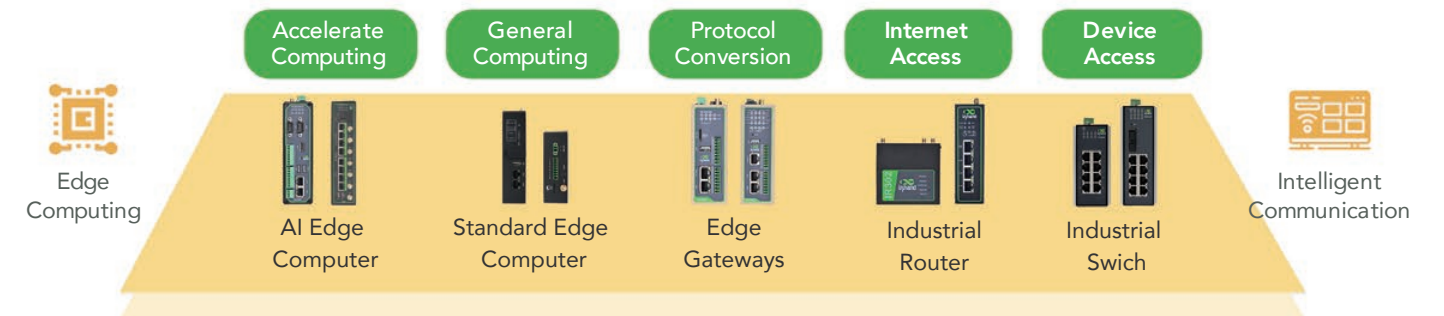 Accelerate
Computing
General
Computing
Protocol
Conversion
Internet
Access
Device
Access
Edge
Computing
IR302
AI Edge
Computer
Standard Edge
Computer
Edge
Gateways
Industrial
Router
Industrial
Swich
Intelligent
Communication